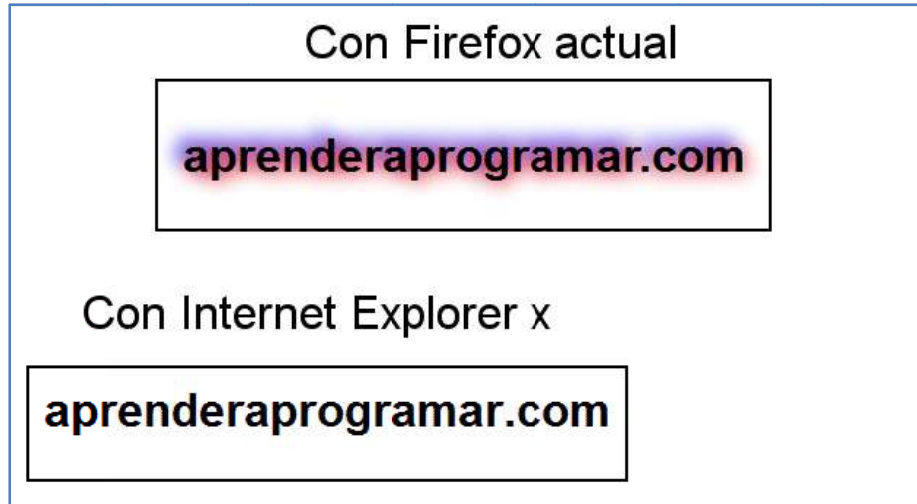 Con Firefox actual
aprenderaprogramar.com
Con Internet Explorer x
aprenderaprogramar.com